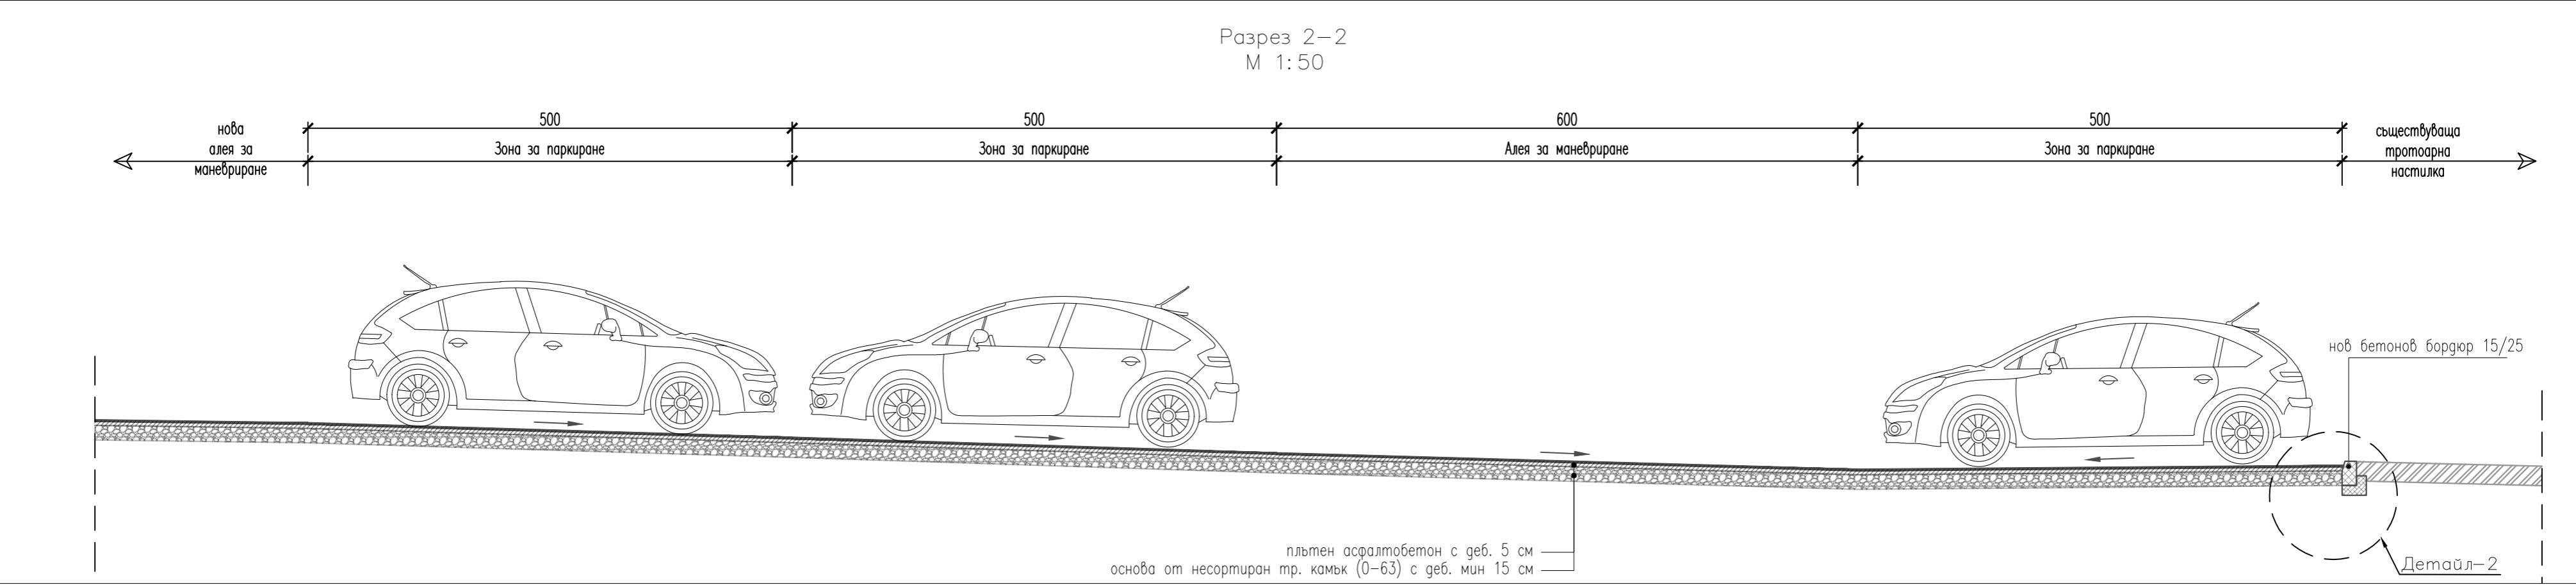 Разрез 2-2
М 1:50
500 500 600 500
нова
алея за
маневриране
Зона за паркиране
Зона за паркиране
Алея за маневриране
Зона за паркиране
съществуваща
тротоарна
настилка
нов бетонов бордюр 15/25
плътен асфалтобетон с деб. 5 см
основа от несортиран тр. камък (0-63) с деб. мин 15 см
Детайл-2